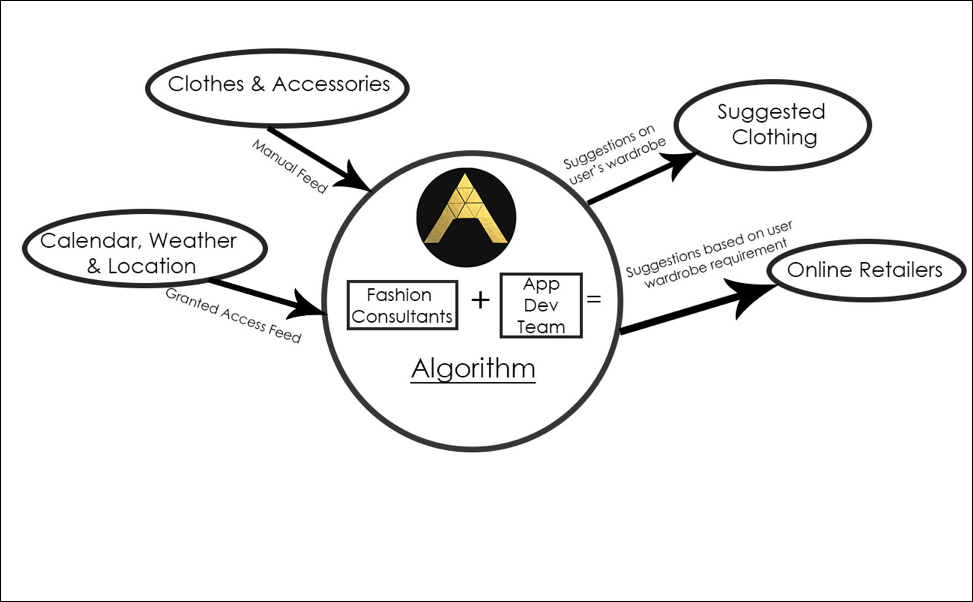 Clothes & Accessories
Manual Feed
Calendar, Weather
& Location
Granted Access Feed
Fashion
Consultants
+
App
Dev
Team
=
Algorithm
Suggestions on
user's wardrobe
Suggested
Clothing
Suggestions based on user
wardrobe requirement
Online Retailers